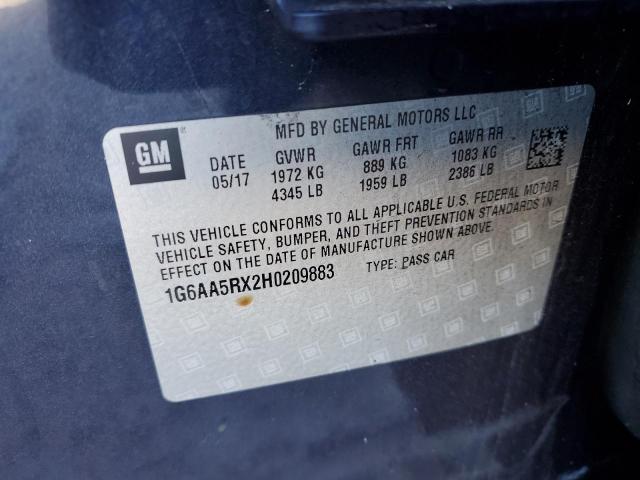 MFD BY GENERAL MOTORS LLC
GM
DATE GVWR GAWR FRT GAWR RR
05/17 1972 KG 889 KG 1083 KG
4345 LB 1959 LB 2386 LB
THIS VEHICLE CONFORMS TO ALL APPLICABLE U.S. FEDERAL MOTOR
VEHICLE SAFETY, BUMPER, AND THEFT PREVENTION STANDARDS IN
EFFECT ON THE DATE OF MANUFACTURE SHOWN ABOVE.
1G6AA5RX2H0209883 TYPE: PASS CAR